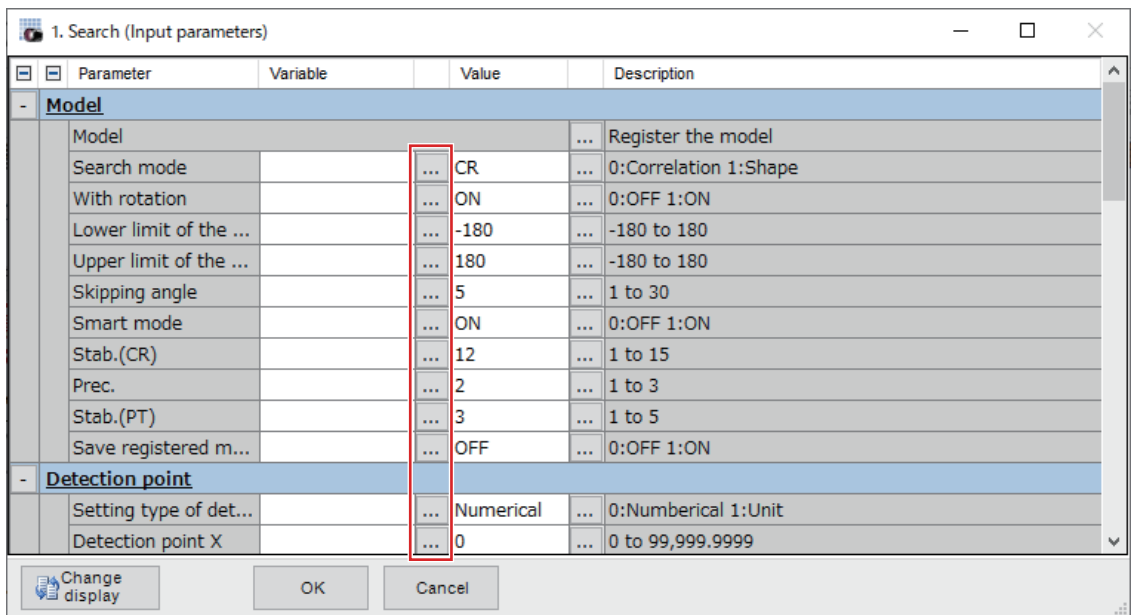 1. Search (Input parameters)
Parameter Variable Value Description
- Model
Model ... Register the model
Search mode ... CR ... 0:Correlation 1:Shape
With rotation ... ON ... 0:OFF 1:ON
Lower limit of the ... ... -180 ... -180 to 180
Upper limit of the ... ... 180 ... -180 to 180
Skipping angle ... 5 ... 1 to 30
Smart mode ... ON ... 0:OFF 1:ON
Stab.(CR) ... 12 ... 1 to 15
Prec. ... 2 ... 1 to 3
Stab.(PT) ... 3 ... 1 to 5
Save registered m... ... OFF ... 0:OFF 1:ON
- Detection point
Setting type of det... ... Numerical ... 0:Numberical 1:Unit
Detection point X ... 0 ... 0 to 99,999.9999
Change
display
OK Cancel